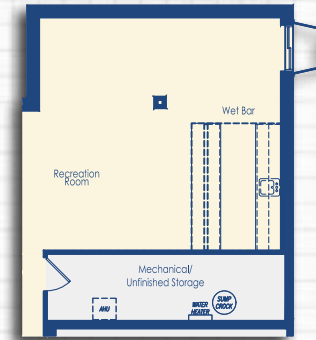 Wet Bar
Recreation
Room
Mechanical/
Unfinished Storage
AHU
WATER
HEATER
SUMP
CROCK